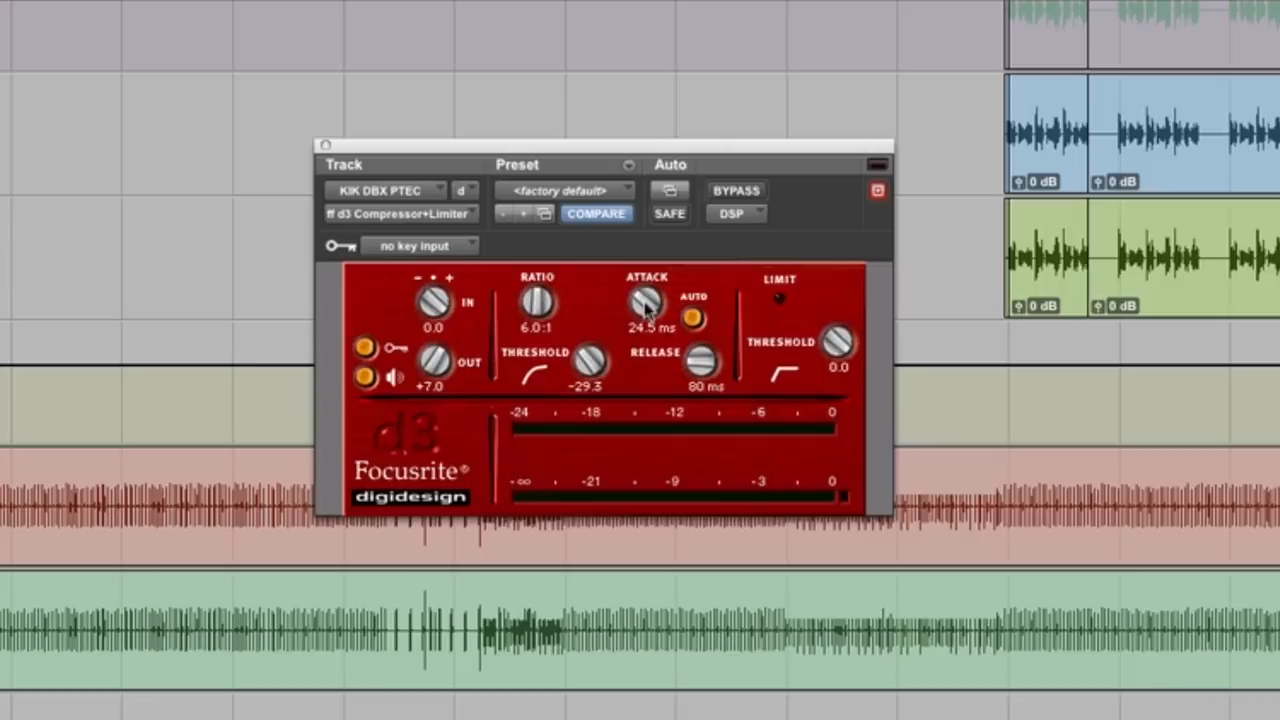 Track Preset Auto
KIK DBX PTEC d <factory default> BYPASS
ff d3 Compressor+Limiter - + COMPARE SAFE DSP
no key input
0 dB 0 dB
0 dB 0 dB
- • + RATIO ATTACK LIMIT
IN AUTO
0.0 6.0:1 24.5 ms
OUT THRESHOLD RELEASE THRESHOLD
+7.0 -29.3 80 ms 0.0
-24 -18 -12 -6 0
d3
Focusrite®
digidesign
-∞ -21 -9 -3 0